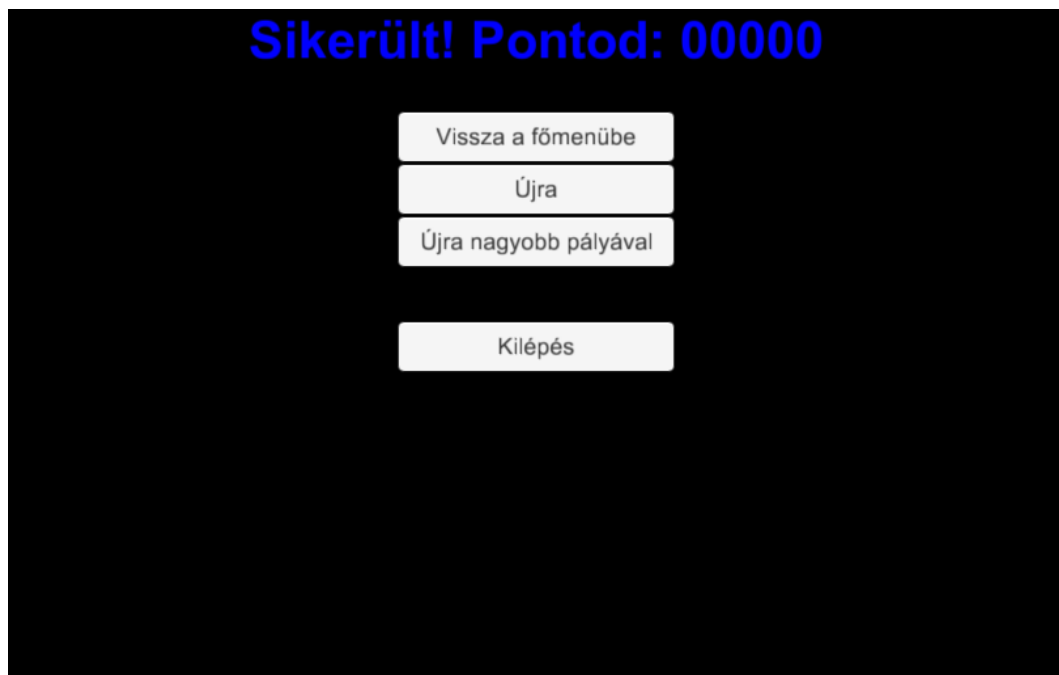 Sikerült! Pontod: 00000
Vissza a főmenübe
Újra
Újra nagyobb pályával
Kilépés